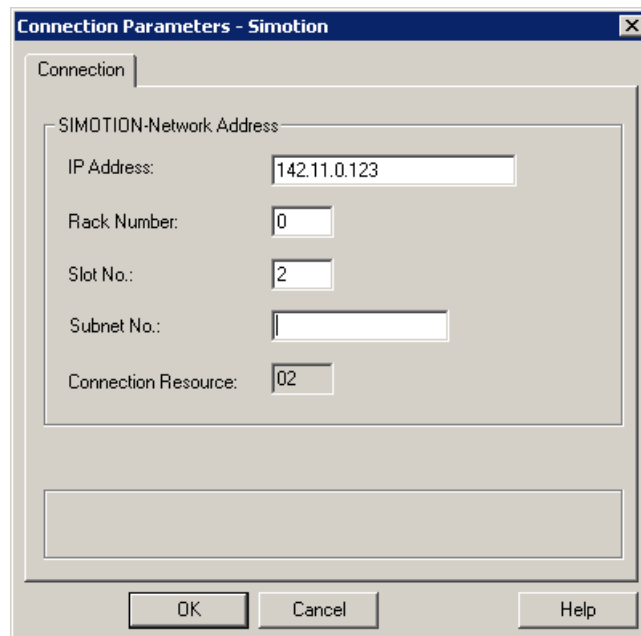 Connection Parameters - Simotion
Connection
SIMOTION-Network Address
IP Address: 142.11.0.123
Rack Number: 0
Slot No.: 2
Subnet No.:
Connection Resource: 02
OK Cancel Help